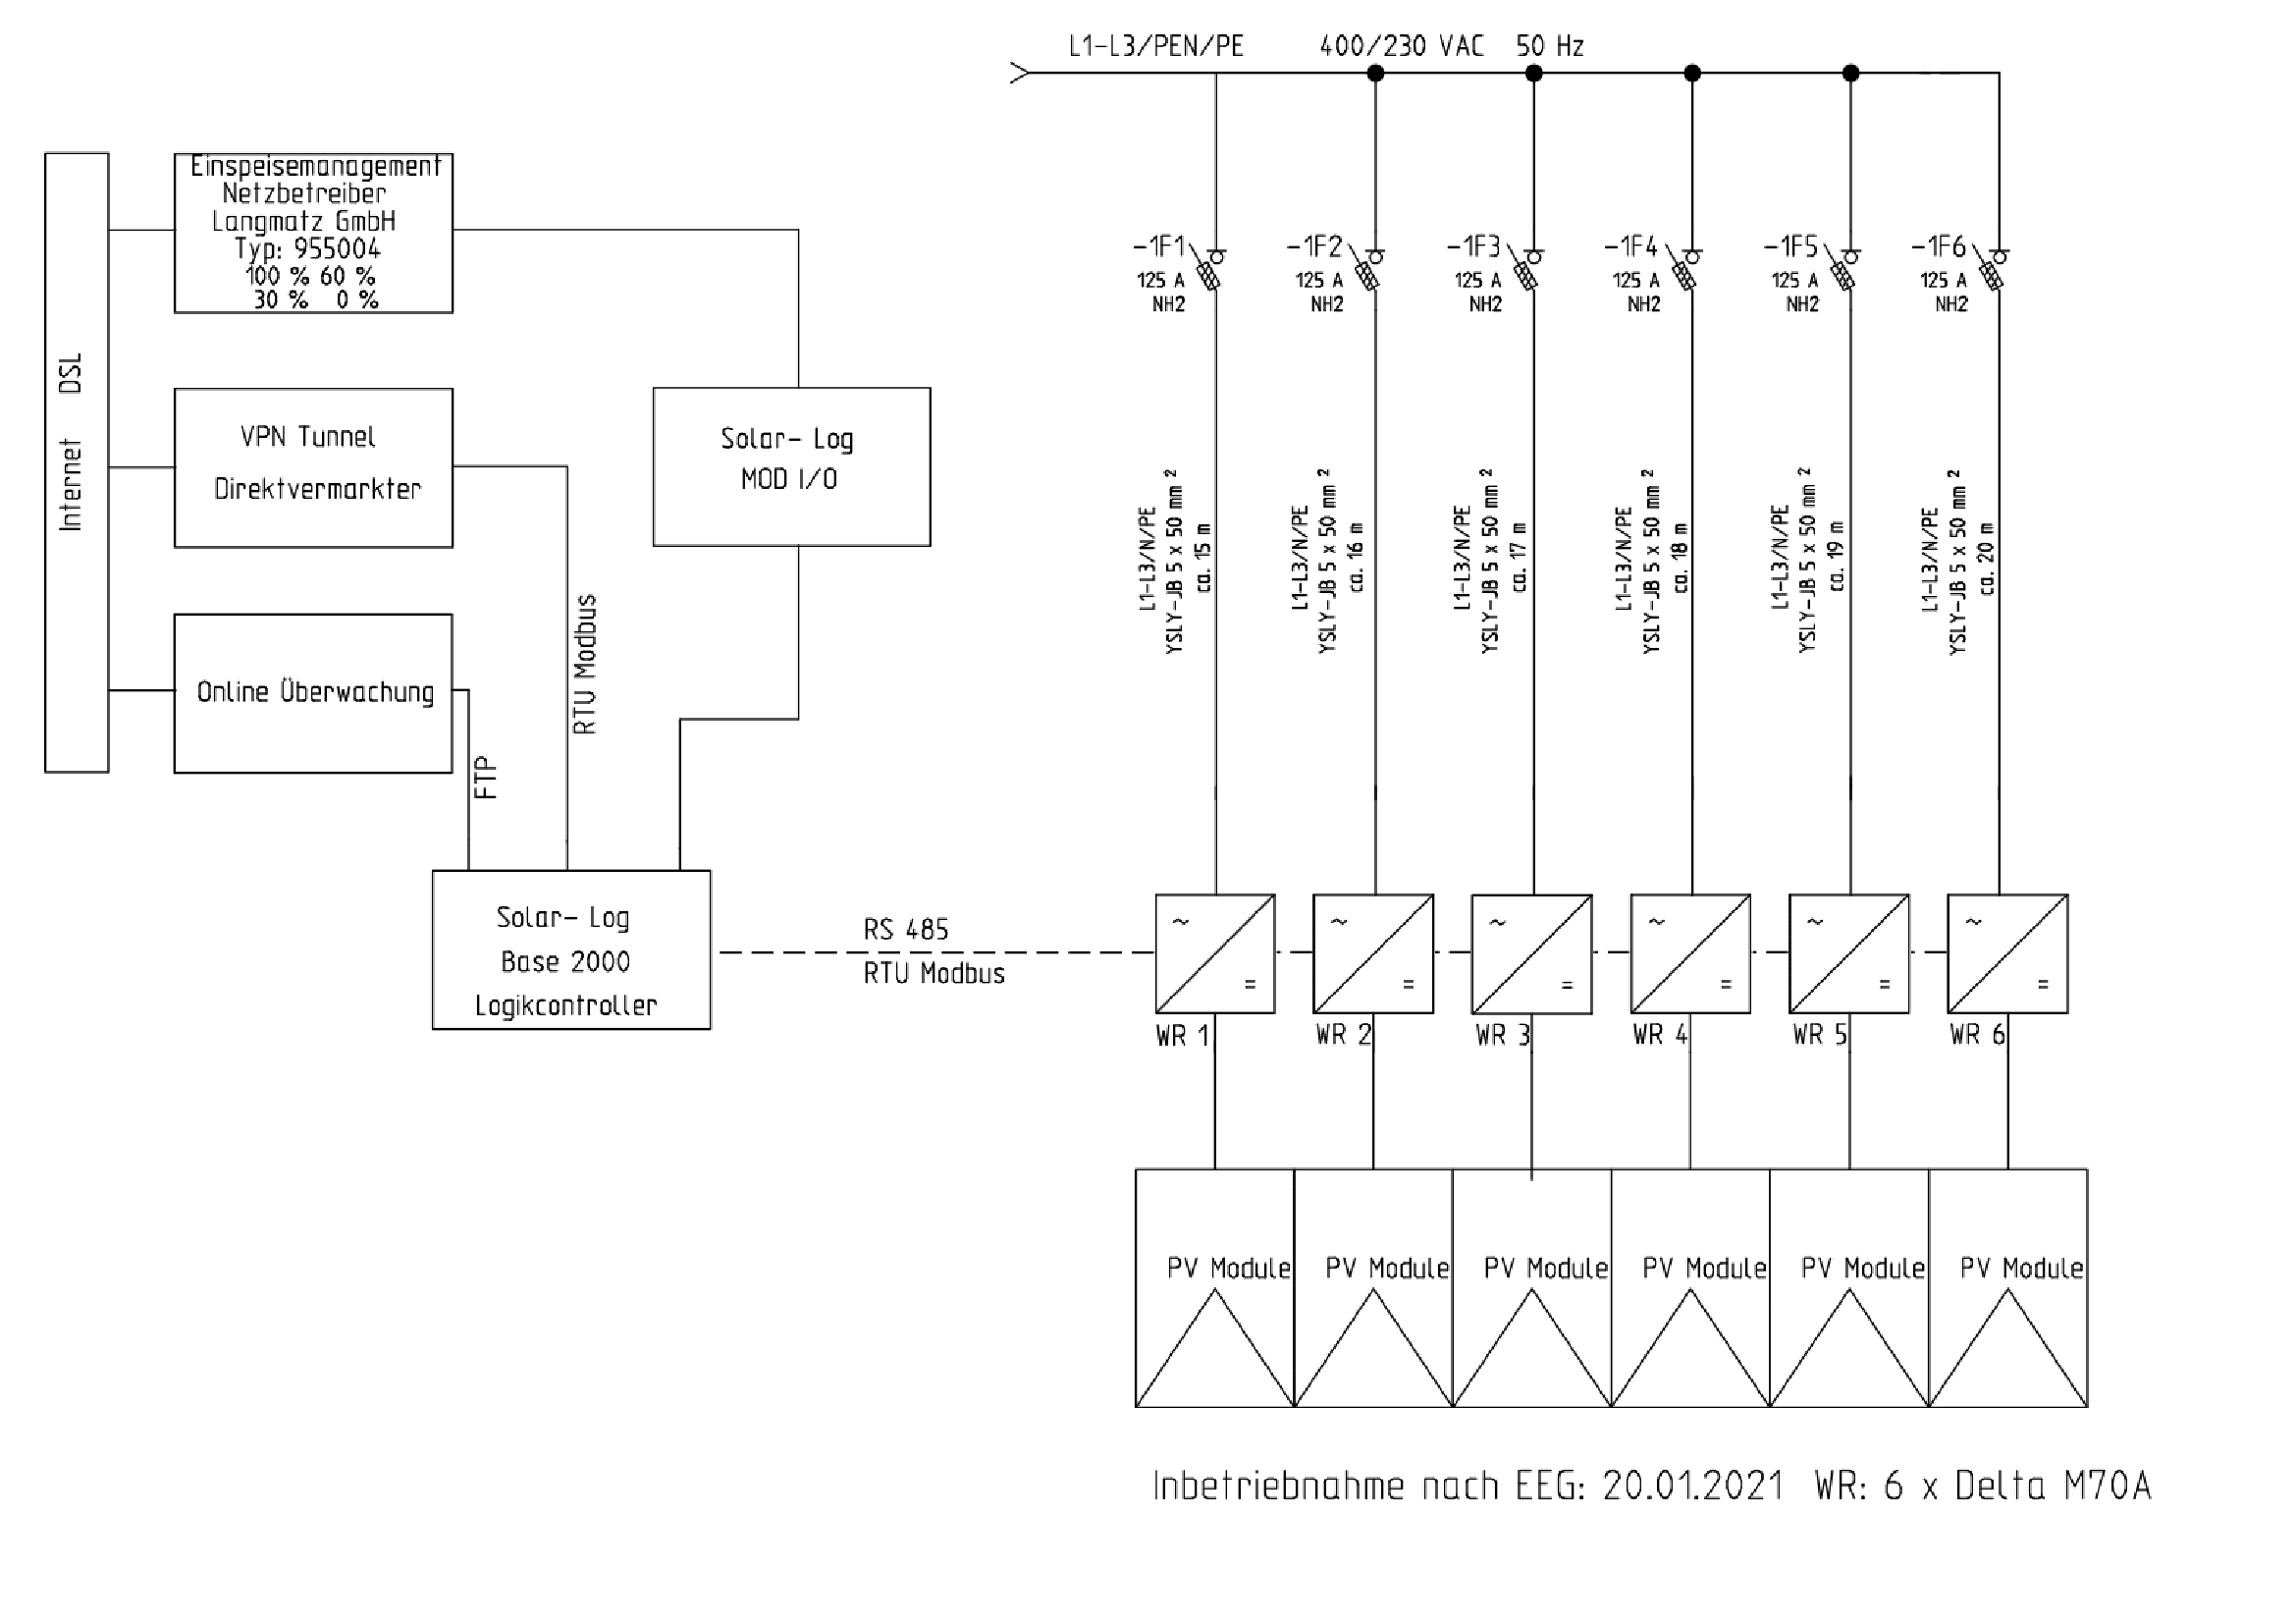 L1-L3/PEN/PE 400/230 VAC 50 Hz
Einspeisemanagement
Netzbetreiber
Langmatz GmbH
Typ: 955004
100 % 60 %
30 % 0 %
Internet DSL
VPN Tunnel
Direktvermarkter
Online Überwachung
Solar- Log
MOD I/O
RTU Modbus
FTP
Solar- Log
Base 2000
Logikcontroller
RS 485
RTU Modbus
-1F1
125 A
NH2
-1F2
125 A
NH2
-1F3
125 A
NH2
-1F4
125 A
NH2
-1F5
125 A
NH2
-1F6
125 A
NH2
L1-L3/N/PE
YSLY-JB 5 x 50 mm ²
ca. 15 m
L1-L3/N/PE
YSLY-JB 5 x 50 mm ²
ca. 16 m
L1-L3/N/PE
YSLY-JB 5 x 50 mm ²
ca. 17 m
L1-L3/N/PE
YSLY-JB 5 x 50 mm ²
ca. 18 m
L1-L3/N/PE
YSLY-JB 5 x 50 mm ²
ca. 19 m
L1-L3/N/PE
YSLY-JB 5 x 50 mm ²
ca. 20 m
~ =
~ =
~ =
~ =
~ =
~ =
WR 1
WR 2
WR 3
WR 4
WR 5
WR 6
PV Module
PV Module
PV Module
PV Module
PV Module
PV Module
Inbetriebnahme nach EEG: 20.01.2021 WR: 6 x Delta M70A